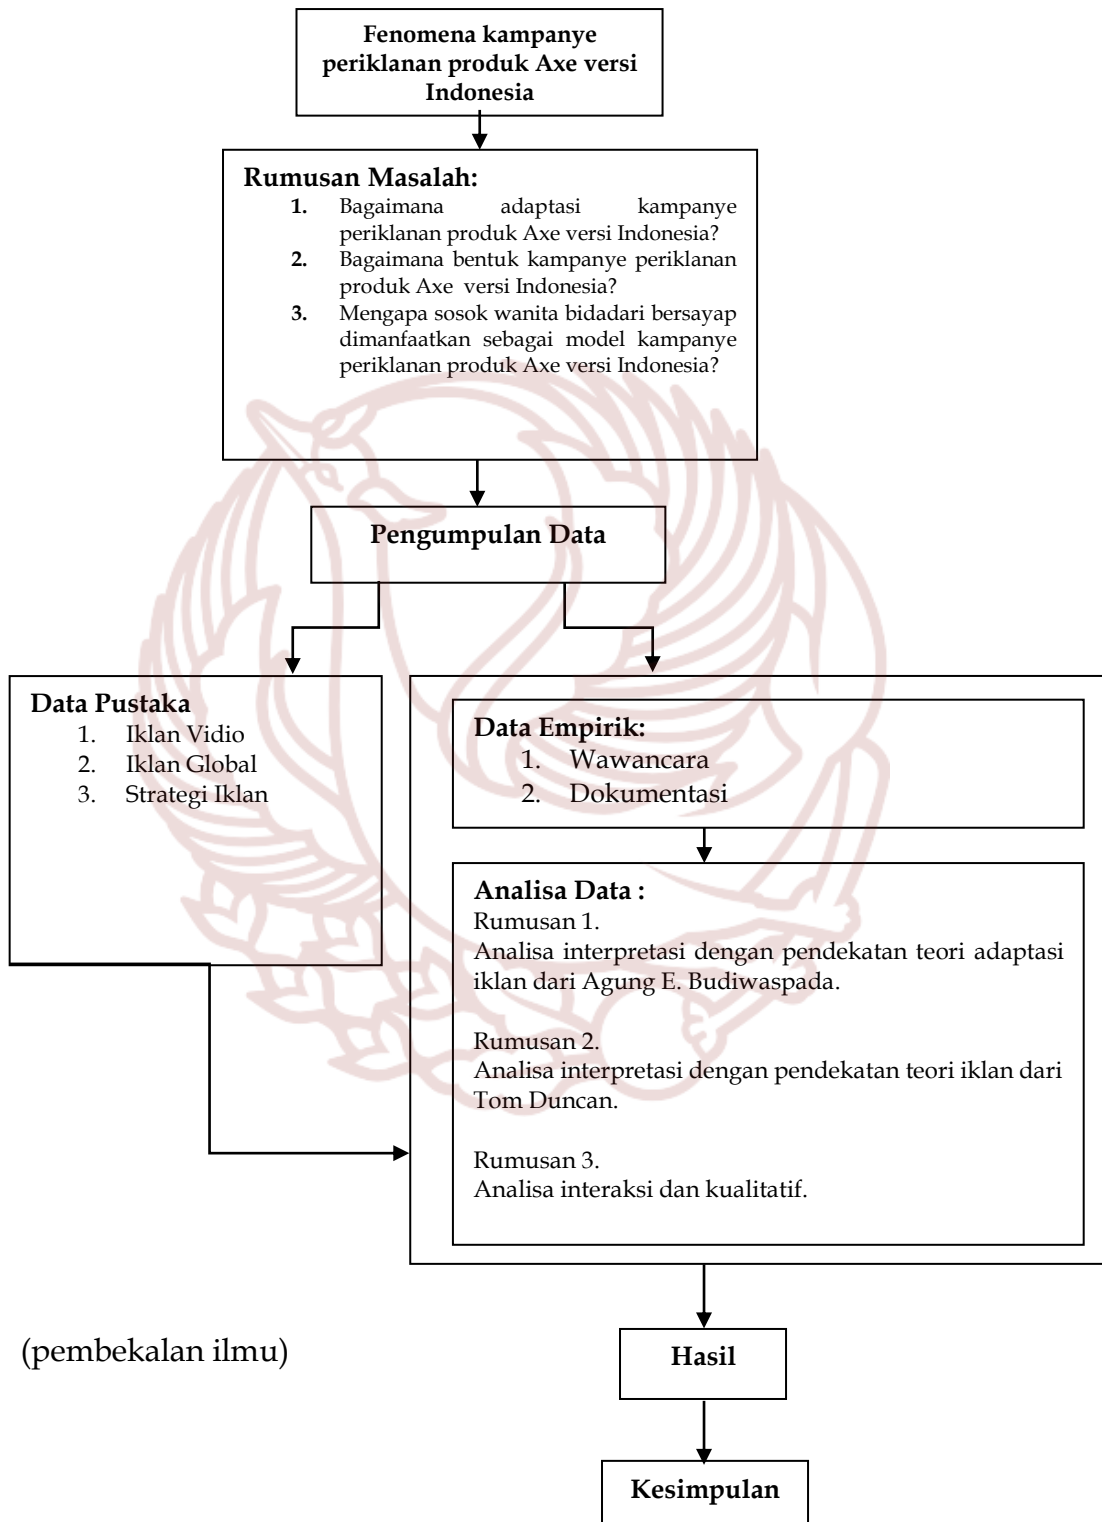 Fenomena kampanye
periklanan produk Axe versi
Indonesia
Rumusan Masalah:
1. Bagaimana adaptasi kampanye
periklanan produk Axe versi Indonesia?
2. Bagaimana bentuk kampanye periklanan
produk Axe versi Indonesia?
3. Mengapa sosok wanita bidadari bersayap
dimanfaatkan sebagai model kampanye
periklanan produk Axe versi Indonesia?
Pengumpulan Data
Data Pustaka
1. Iklan Vidio
2. Iklan Global
3. Strategi Iklan
Data Empirik:
1. Wawancara
2. Dokumentasi
Analisa Data :
Rumusan 1.
Analisa interpretasi dengan pendekatan teori adaptasi
iklan dari Agung E. Budiwaspada.
Rumusan 2.
Analisa interpretasi dengan pendekatan teori iklan dari
Tom Duncan.
Rumusan 3.
Analisa interaksi dan kualitatif.
(pembekalan ilmu)
Hasil
Kesimpulan